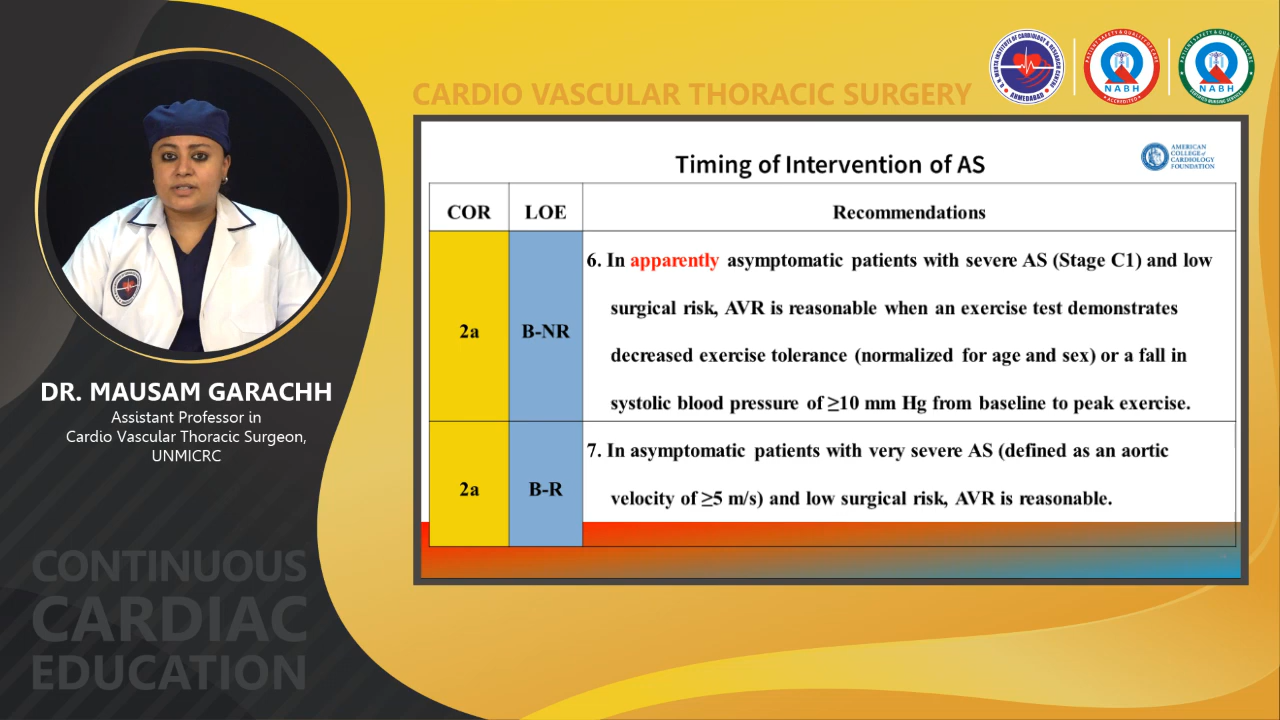 CARDIO VASCULAR THORACIC SURGERY
NABH
NABH
Timing of Intervention of AS
AMERICAN
COLLEGE of
CARDIOLOGY
FOUNDATION
COR LOE Recommendations
2a B-NR
6. In apparently asymptomatic patients with severe AS (Stage C1) and low
surgical risk, AVR is reasonable when an exercise test demonstrates
decreased exercise tolerance (normalized for age and sex) or a fall in
systolic blood pressure of ≥10 mm Hg from baseline to peak exercise.
2a B-R
7. In asymptomatic patients with very severe AS (defined as an aortic
velocity of ≥5 m/s) and low surgical risk, AVR is reasonable.
DR. MAUSAM GARACHH
Assistant Professor in
Cardio Vascular Thoracic Surgeon,
UNMICRC
CONTINUOUS
CARDIAC
EDUCATION